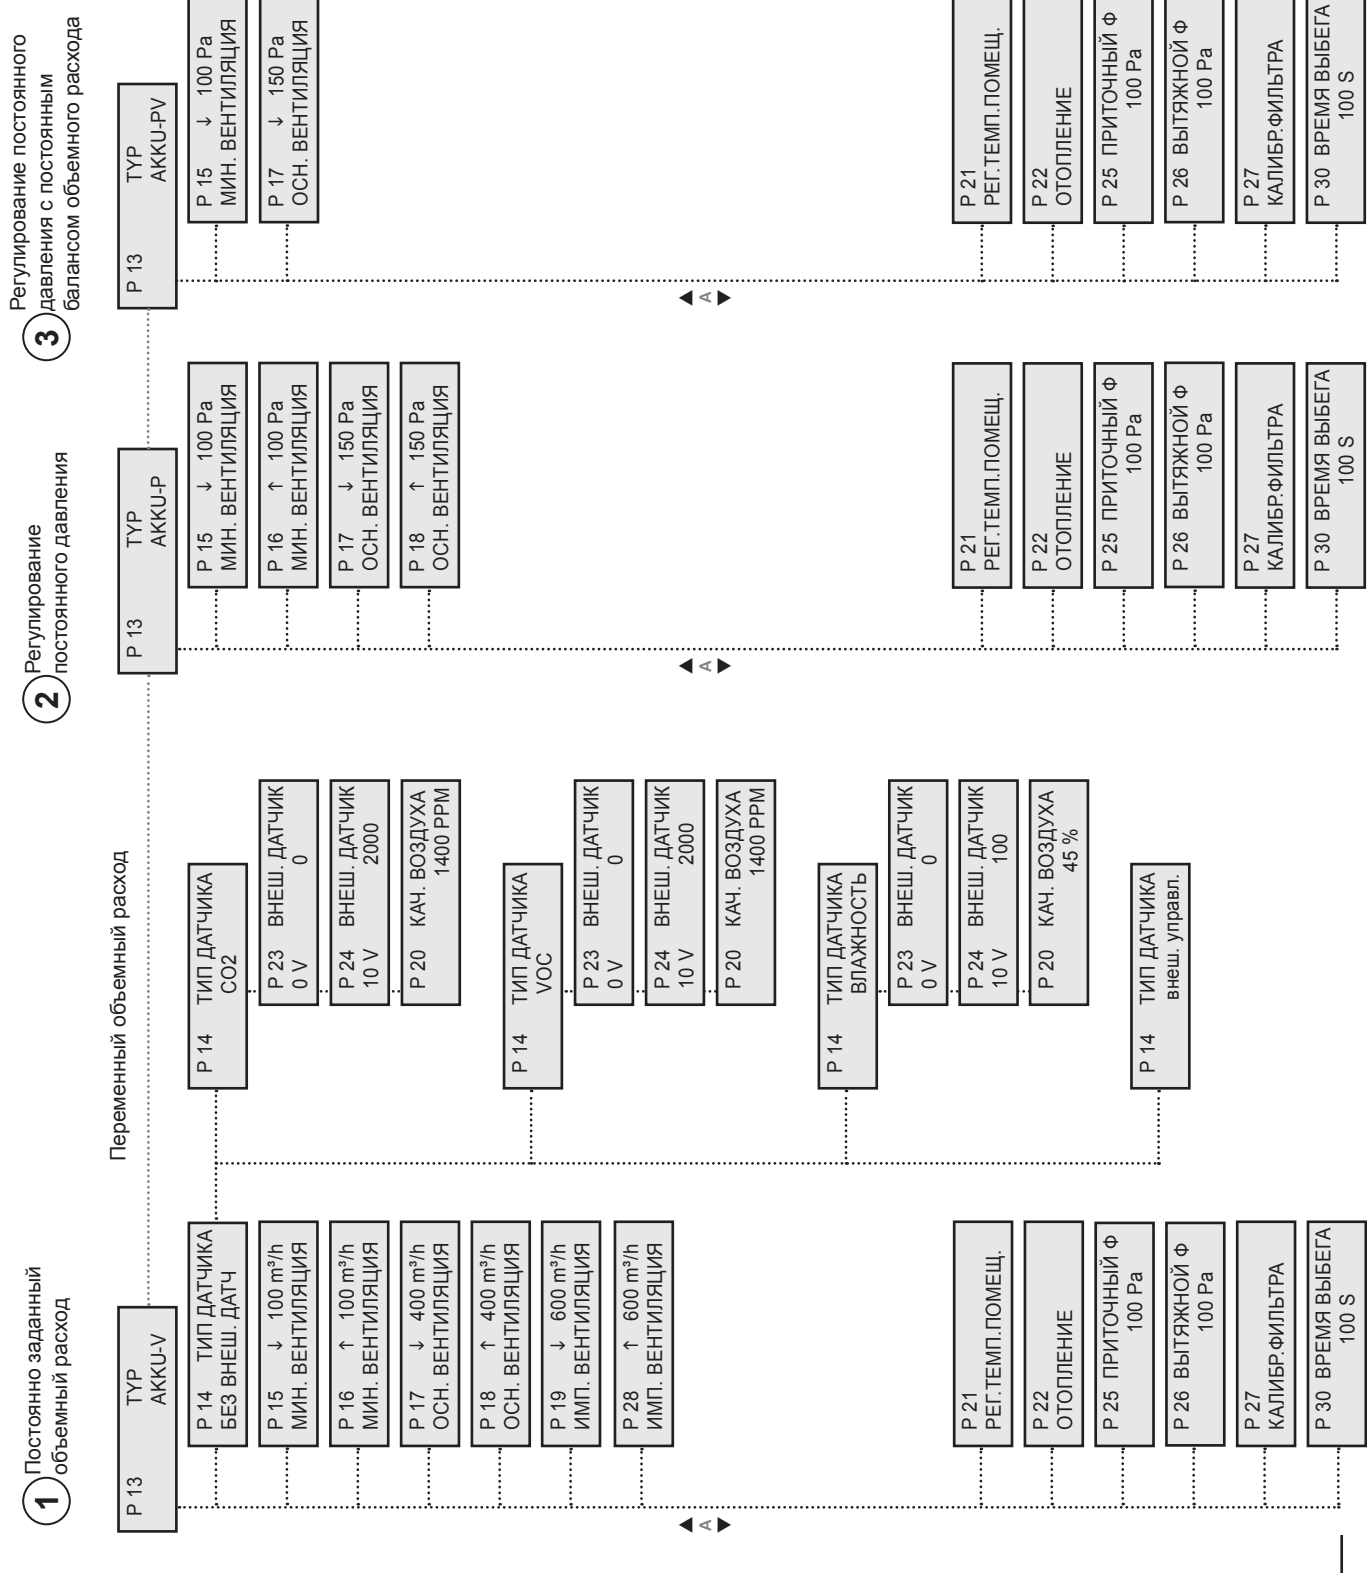 1
Постоянно заданный
объемный расход
P 13 TYP
AKKU-V
P 14 ТИП ДАТЧИКА
БЕЗ ВНЕШ. ДАТЧ
P 15 ↓ 100 m³/h
МИН. ВЕНТИЛЯЦИЯ
P 16 ↑ 100 m³/h
МИН. ВЕНТИЛЯЦИЯ
P 17 ↓ 400 m³/h
ОСН. ВЕНТИЛЯЦИЯ
P 18 ↑ 400 m³/h
ОСН. ВЕНТИЛЯЦИЯ
P 19 ↓ 600 m³/h
ИМП. ВЕНТИЛЯЦИЯ
P 28 ↑ 600 m³/h
ИМП. ВЕНТИЛЯЦИЯ
A
P 21
РЕГ.ТЕМП.ПОМЕЩ.
P 22
ОТОПЛЕНИЕ
P 25 ПРИТОЧНЫЙ Ф
100 Pa
P 26 ВЫТЯЖНОЙ Ф
100 Pa
P 27
КАЛИБР.ФИЛЬТРА
P 30 ВРЕМЯ ВЫБЕГА
100 S
Переменный объемный расход
P 14 ТИП ДАТЧИКА
CO2
P 23 ВНЕШ. ДАТЧИК
0 V 0
P 24 ВНЕШ. ДАТЧИК
10 V 2000
P 20 КАЧ. ВОЗДУХА
1400 PPM
P 14 ТИП ДАТЧИКА
VOC
P 23 ВНЕШ. ДАТЧИК
0 V 0
P 24 ВНЕШ. ДАТЧИК
10 V 2000
P 20 КАЧ. ВОЗДУХА
1400 PPM
P 14 ТИП ДАТЧИКА
ВЛАЖНОСТЬ
P 23 ВНЕШ. ДАТЧИК
0 V 0
P 24 ВНЕШ. ДАТЧИК
10 V 100
P 20 КАЧ. ВОЗДУХА
45 %
P 14 ТИП ДАТЧИКА
внеш. управл.
2
Регулирование
постоянного давления
P 13 TYP
AKKU-P
P 15 ↓ 100 Pa
МИН. ВЕНТИЛЯЦИЯ
P 16 ↑ 100 Pa
МИН. ВЕНТИЛЯЦИЯ
P 17 ↓ 150 Pa
ОСН. ВЕНТИЛЯЦИЯ
P 18 ↑ 150 Pa
ОСН. ВЕНТИЛЯЦИЯ
A
P 21
РЕГ.ТЕМП.ПОМЕЩ.
P 22
ОТОПЛЕНИЕ
P 25 ПРИТОЧНЫЙ Ф
100 Pa
P 26 ВЫТЯЖНОЙ Ф
100 Pa
P 27
КАЛИБР.ФИЛЬТРА
P 30 ВРЕМЯ ВЫБЕГА
100 S
3
Регулирование постоянного
давления с постоянным
балансом объемного расхода
P 13 TYP
AKKU-PV
P 15 ↓ 100 Pa
МИН. ВЕНТИЛЯЦИЯ
P 17 ↓ 150 Pa
ОСН. ВЕНТИЛЯЦИЯ
A
P 21
РЕГ.ТЕМП.ПОМЕЩ.
P 22
ОТОПЛЕНИЕ
P 25 ПРИТОЧНЫЙ Ф
100 Pa
P 26 ВЫТЯЖНОЙ Ф
100 Pa
P 27
КАЛИБР.ФИЛЬТРА
P 30 ВРЕМЯ ВЫБЕГА
100 S